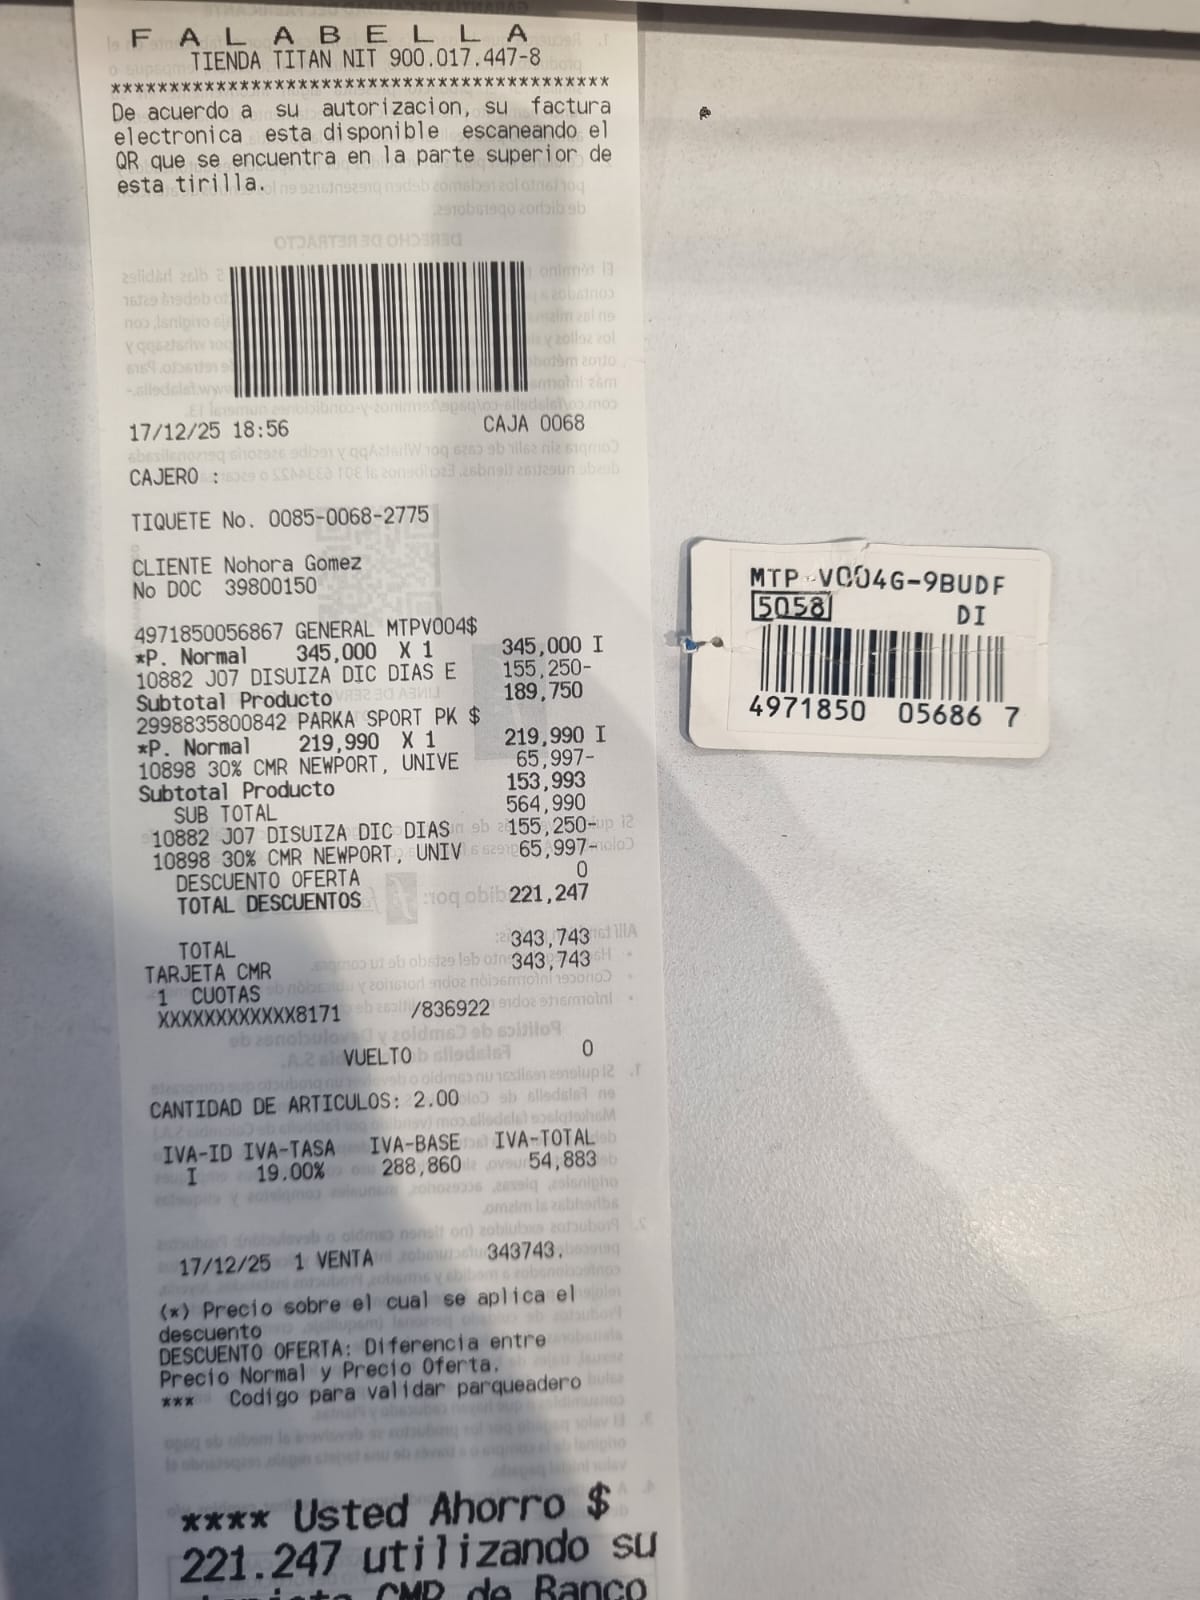 F A L A B E L L A
TIENDA TITAN NIT 900.017.447-8
******************************************
De acuerdo a su autorizacion, su factura
electronica esta disponible escaneando el
QR que se encuentra en la parte superior de
esta tirilla.
17/12/25 18:56 CAJA 0068
CAJERO :
TIQUETE No. 0085-0068-2775
CLIENTE Nohora Gomez
No DOC 39800150
4971850056867 GENERAL MTPV004$
*P. Normal 345,000 X 1 345,000 I
10882 J07 DISUIZA DIC DIAS E 155,250-
Subtotal Producto 189,750
2998835800842 PARKA SPORT PK $
*P. Normal 219,990 X 1 219,990 I
10898 30% CMR NEWPORT, UNIVE 65,997-
Subtotal Producto 153,993
SUB TOTAL 564,990
10882 J07 DISUIZA DIC DIAS 155,250-
10898 30% CMR NEWPORT, UNIV 65,997-
DESCUENTO OFERTA 0
TOTAL DESCUENTOS 221,247
TOTAL 343,743
TARJETA CMR 343,743
1 CUOTAS
XXXXXXXXXXXX8171 /836922
VUELTO 0
CANTIDAD DE ARTICULOS: 2.00
IVA-ID IVA-TASA IVA-BASE IVA-TOTAL
I 19.00% 288,860 54,883
17/12/25 1 VENTA 343743.
(*) Precio sobre el cual se aplica el
descuento
DESCUENTO OFERTA: Diferencia entre
Precio Normal y Precio Oferta.
*** Codigo para validar parqueadero
**** Usted Ahorro $
221.247 utilizando su
tarjeta CMR de Banco
MTP-V004G-9BUDF
5058 DI
4971850 05686 7